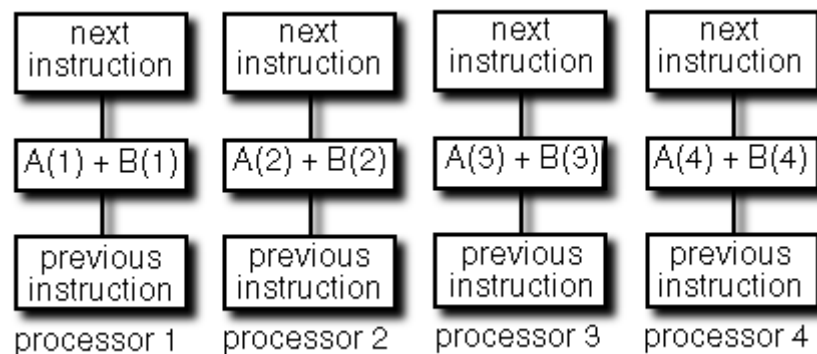 next
instruction
next
instruction
next
instruction
next
instruction
A(1) + B(1)
A(2) + B(2)
A(3) + B(3)
A(4) + B(4)
previous
instruction
previous
instruction
previous
instruction
previous
instruction
processor 1
processor 2
processor 3
processor 4